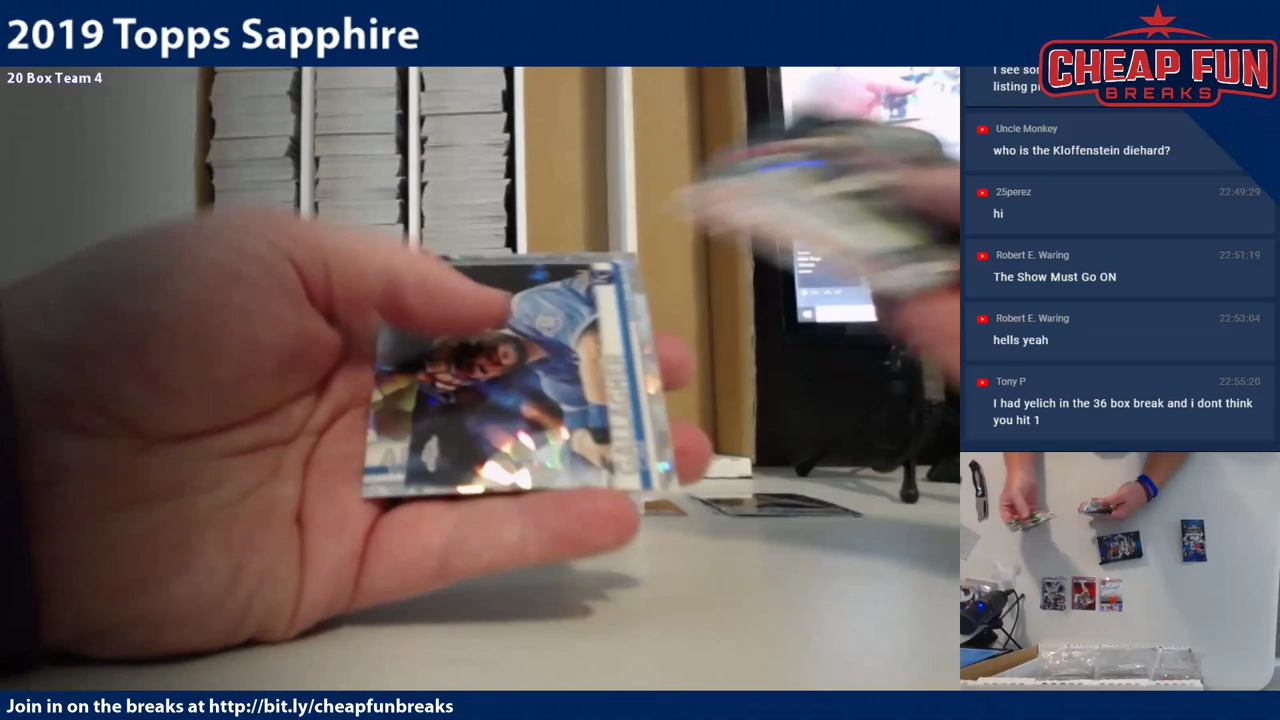 2019 Topps Sapphire
20 Box Team 4
CHEAP FUN
BREAKS
listing
Uncle Monkey
who is the Kloffenstein diehard?
25perez 22:49:29
hi
Robert E. Waring 22:51:19
The Show Must Go ON
Robert E. Waring 22:53:04
hells yeah
Tony P 22:55:20
I had yelich in the 36 box break and i dont think
you hit 1
GALLAGHER
Join in on the breaks at http://bit.ly/cheapfunbreaks